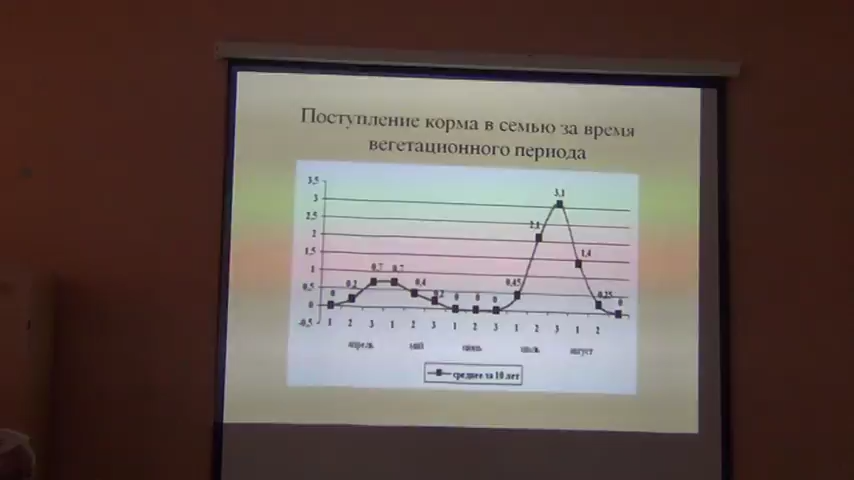 Поступление корма в семью за время
вегетационного периода
3,5
3
2,5
2
1,5
1
0,5
0
-0,5
0 0,2 0,7 0,7 0,4 0,2 0 0 0 0,45 2,1 3,1 1,4 0,25 0
1 2 3 1 2 3 1 2 3 1 2 3 1 2
апрель май июнь июль август
среднее за 10 лет